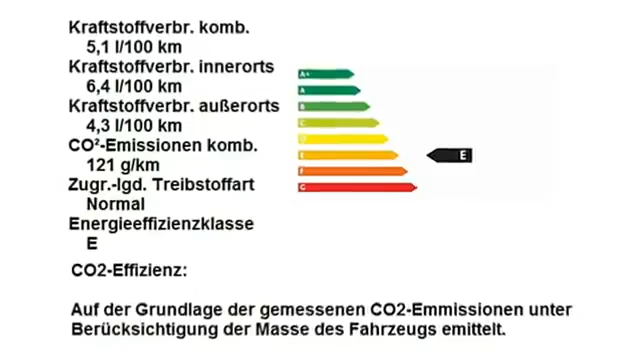 Kraftstoffverbr. komb.
5,1 l/100 km
Kraftstoffverbr. innerorts
6,4 l/100 km
Kraftstoffverbr. außerorts
4,3 l/100 km
CO²-Emissionen komb.
121 g/km
Zugr.-lgd. Treibstoffart
Normal
Energieeffizienzklasse
E
A+
A
B
C
D
E
E
F
G
CO2-Effizienz:
Auf der Grundlage der gemessenen CO2-Emmissionen unter
Berücksichtigung der Masse des Fahrzeugs emittelt.